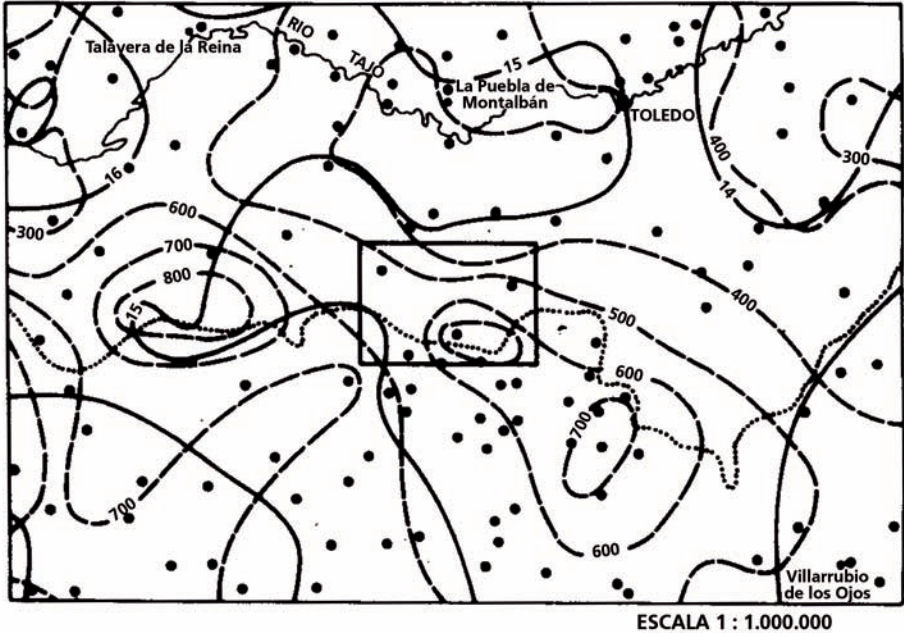 RIO
Talavera de la Reina
TAJO
15
La Puebla de
Montalbán
TOLEDO
400
300
16
14
600
300
700
800
400
15
500
600
700
700
600
Villarrubio
de los Ojos
ESCALA 1 : 1.000.000